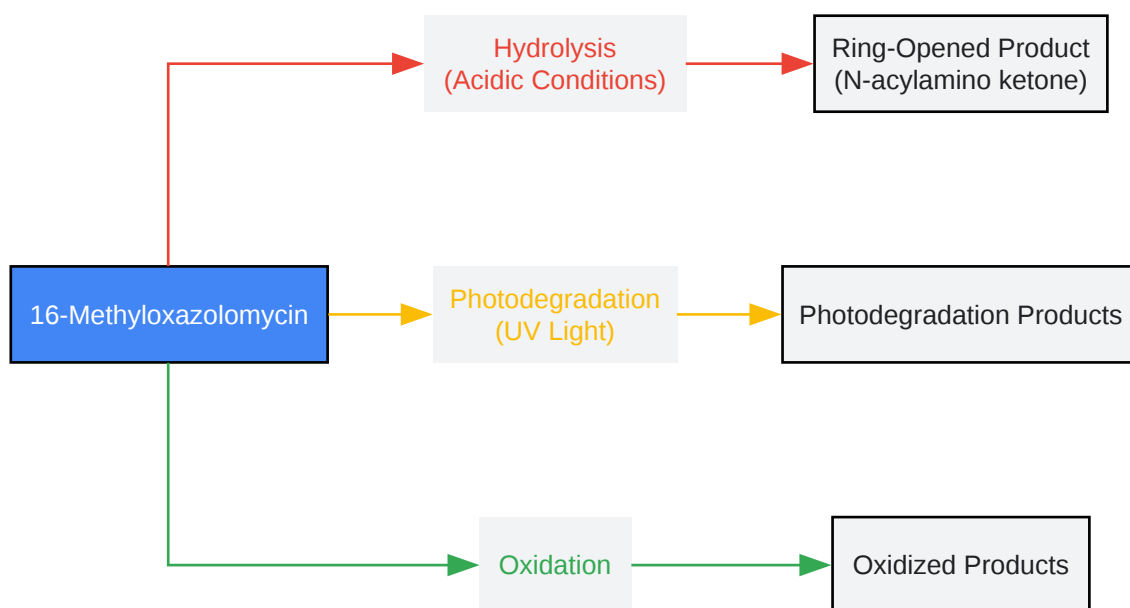 Hydrolysis
(Acidic Conditions)
Ring-Opened Product
(N-acylamino ketone)
16-Methyloxazolomycin
Photodegradation
(UV Light)
Photodegradation Products
Oxidation
Oxidized Products